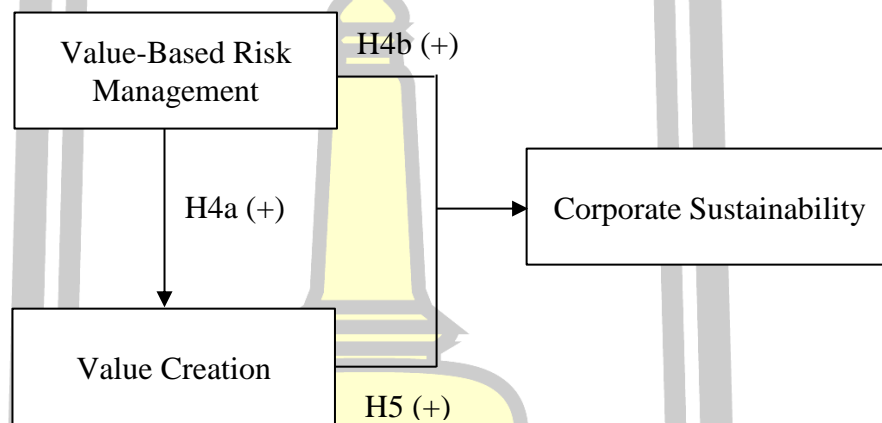 H4b (+)
Value-Based Risk
Management
H4a (+)
Corporate Sustainability
Value Creation
H5 (+)